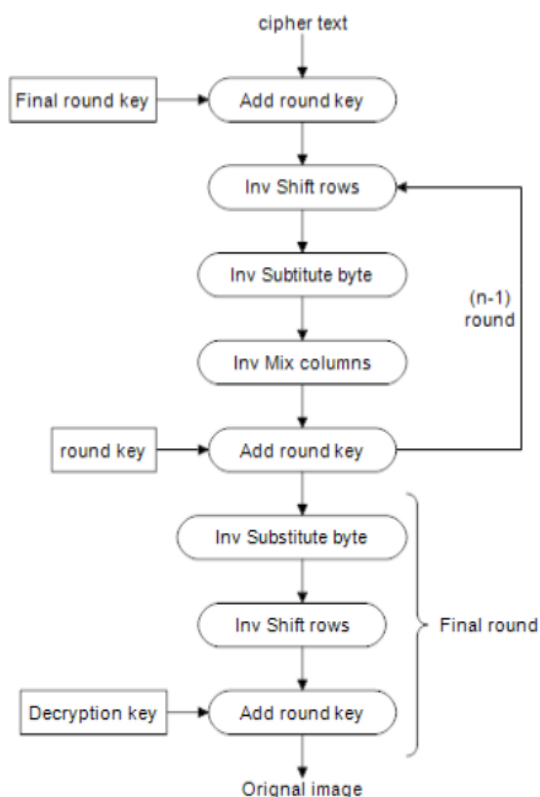 cipher text
Final round key
Add round key
Inv Shift rows
Inv Subtitute byte
(n-1)
round
Inv Mix columns
round key
Add round key
Inv Substitute byte
Inv Shift rows
Final round
Decryption key
Add round key
Orignal image